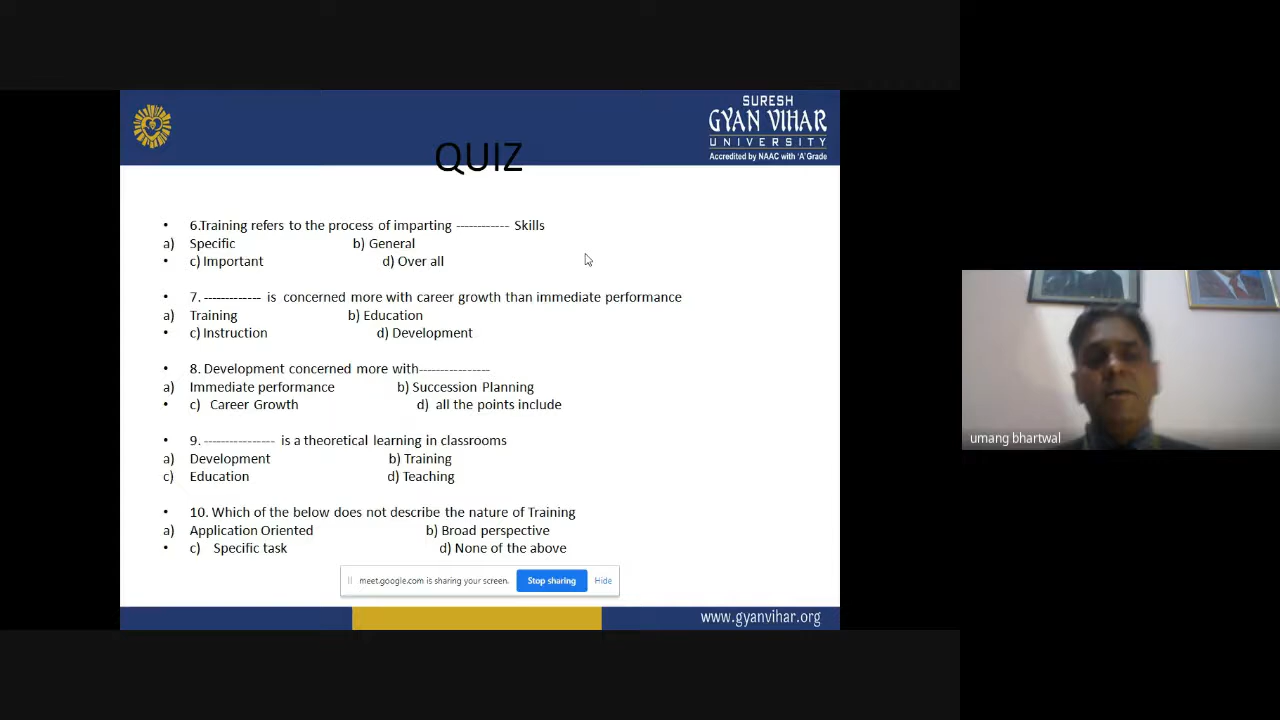 SURESH
GYAN VIHAR
UNIVERSITY
Accredited by NAAC with 'A' Grade
QUIZ
• 6.Training refers to the process of imparting ------------ Skills
a) Specific b) General
• c) Important d) Over all
• 7. ------------- is concerned more with career growth than immediate performance
a) Training b) Education
• c) Instruction d) Development
• 8. Development concerned more with----------------
a) Immediate performance b) Succession Planning
• c) Career Growth d) all the points include
• 9. ---------------- is a theoretical learning in classrooms
a) Development b) Training
c) Education d) Teaching
• 10. Which of the below does not describe the nature of Training
a) Application Oriented b) Broad perspective
• c) Specific task d) None of the above
meet.google.com is sharing your screen. Stop sharing Hide
www.gyanvihar.org
umang bhartwal